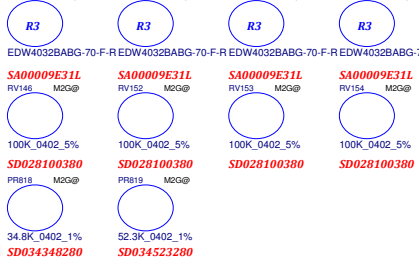 R3 R3 R3 R3
EDW4032BABG-70-F-R EDW4032BABG-70-F-R EDW4032BABG-70-F-R EDW4032BABG-7
SA00009E31L SA00009E31L SA00009E31L SA00009E31L
RV146 M2G@ RV152 M2G@ RV153 M2G@ RV154 M2G@
100K_0402_5% 100K_0402_5% 100K_0402_5% 100K_0402_5%
SD028100380 SD028100380 SD028100380 SD028100380
PR818 M2G@ PR819 M2G@
34.8K_0402_1% 52.3K_0402_1%
SD034348280 SD034523280